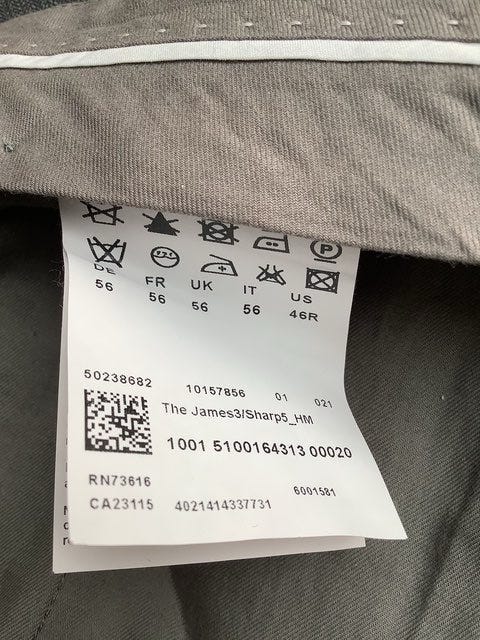 P
DE FR UK IT US
56 56 56 56 46R
50238682 10157856 01 021
The James3/Sharp5_HM
1001 5100164313 00020
RN73616 6001581
CA23115 4021414337731